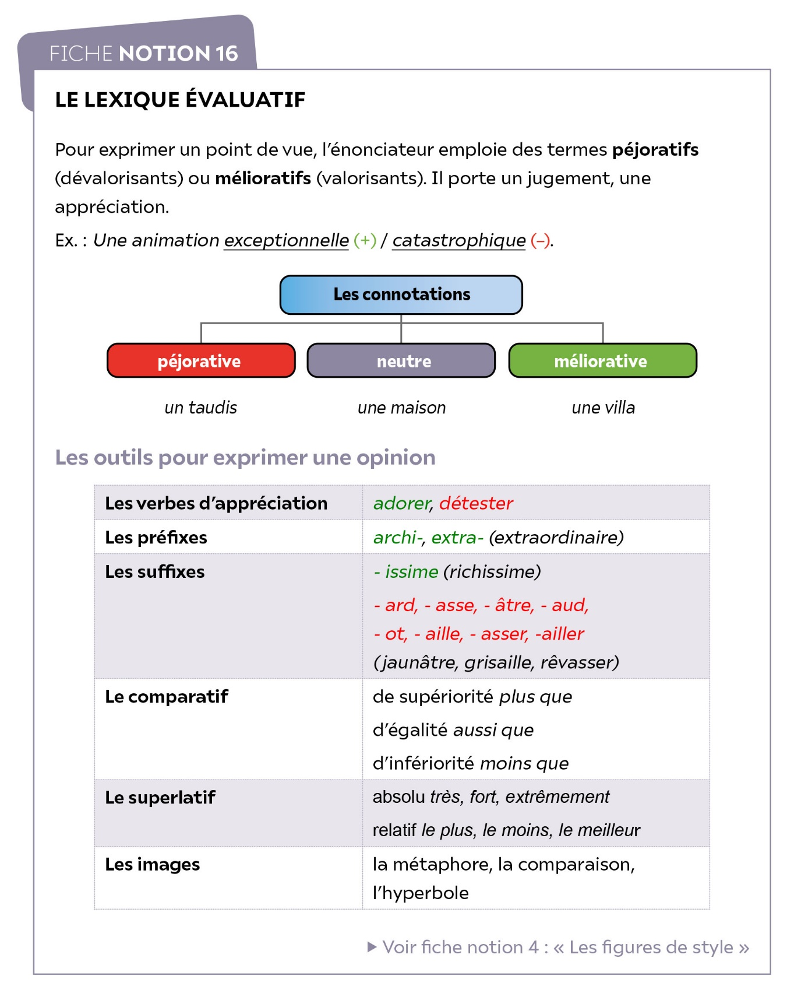 FICHE NOTION 16
LE LEXIQUE ÉVALUATIF
Pour exprimer un point de vue, l’énonciateur emploie des termes péjoratifs
(dévalorisants) ou mélioratifs (valorisants). Il porte un jugement, une
appréciation.
Ex. : Une animation exceptionnelle (+) / catastrophique (–).
Les connotations
péjorative neutre méliorative
un taudis une maison une villa
Les outils pour exprimer une opinion
Les verbes d’appréciation adorer, détester
Les préfixes archi-, extra- (extraordinaire)
Les suffixes - issime (richissime)
- ard, - asse, - âtre, - aud,
- ot, - aille, - asser, -ailler
(jaunâtre, grisaille, rêvasser)
Le comparatif de supériorité plus que
d’égalité aussi que
d’infériorité moins que
Le superlatif absolu très, fort, extrêmement
relatif le plus, le moins, le meilleur
Les images la métaphore, la comparaison,
l’hyperbole
▶ Voir fiche notion 4 : « Les figures de style »